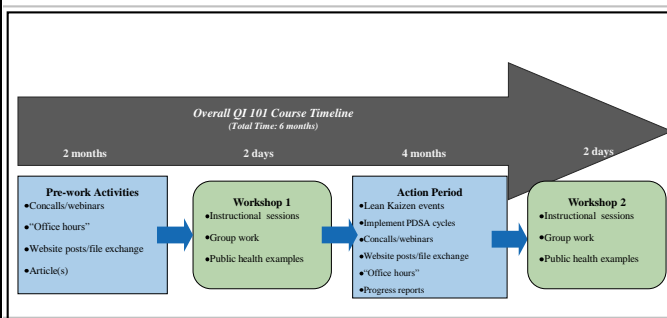 Overall QI 101 Course Timeline
(Total Time: 6 months)
2 months
2 days
4 months
2 days
Pre-work Activities
•Concalls/webinars
•“Office hours”
•Website posts/file exchange
•Article(s)
Workshop 1
•Instructional sessions
•Group work
•Public health examples
Action Period
•Lean Kaizen events
•Implement PDSA cycles
•Concalls/webinars
•Website posts/file exchange
•“Office hours”
•Progress reports
Workshop 2
•Instructional sessions
•Group work
•Public health examples